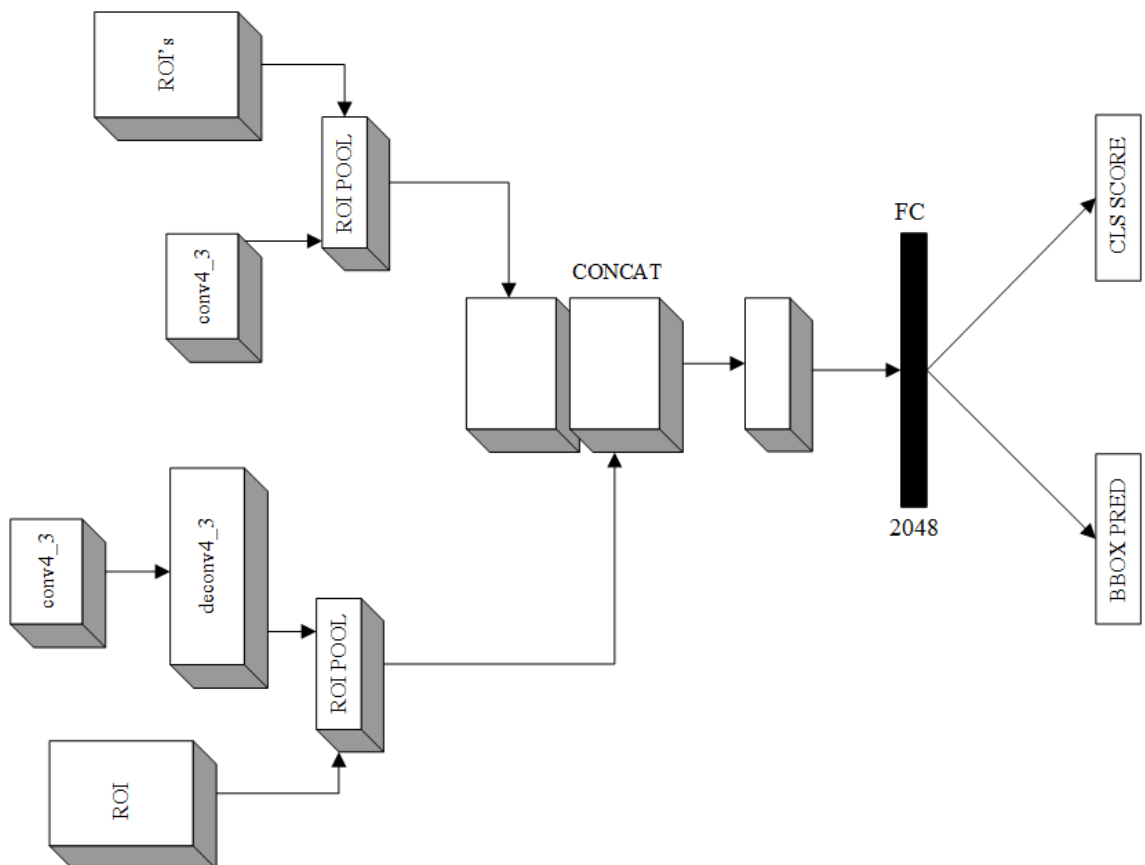 ROI's
ROI POOL
conv4_3
CONCAT
FC
2048
CLS SCORE
BBOX PRED
conv4_3
deconv4_3
ROI POOL
ROI